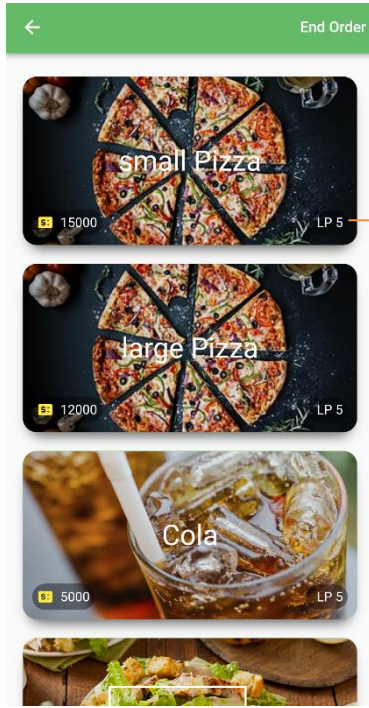 End Order
small Pizza
S: 15000 LP 5
large Pizza
S: 12000 LP 5
Cola
S: 5000 LP 5